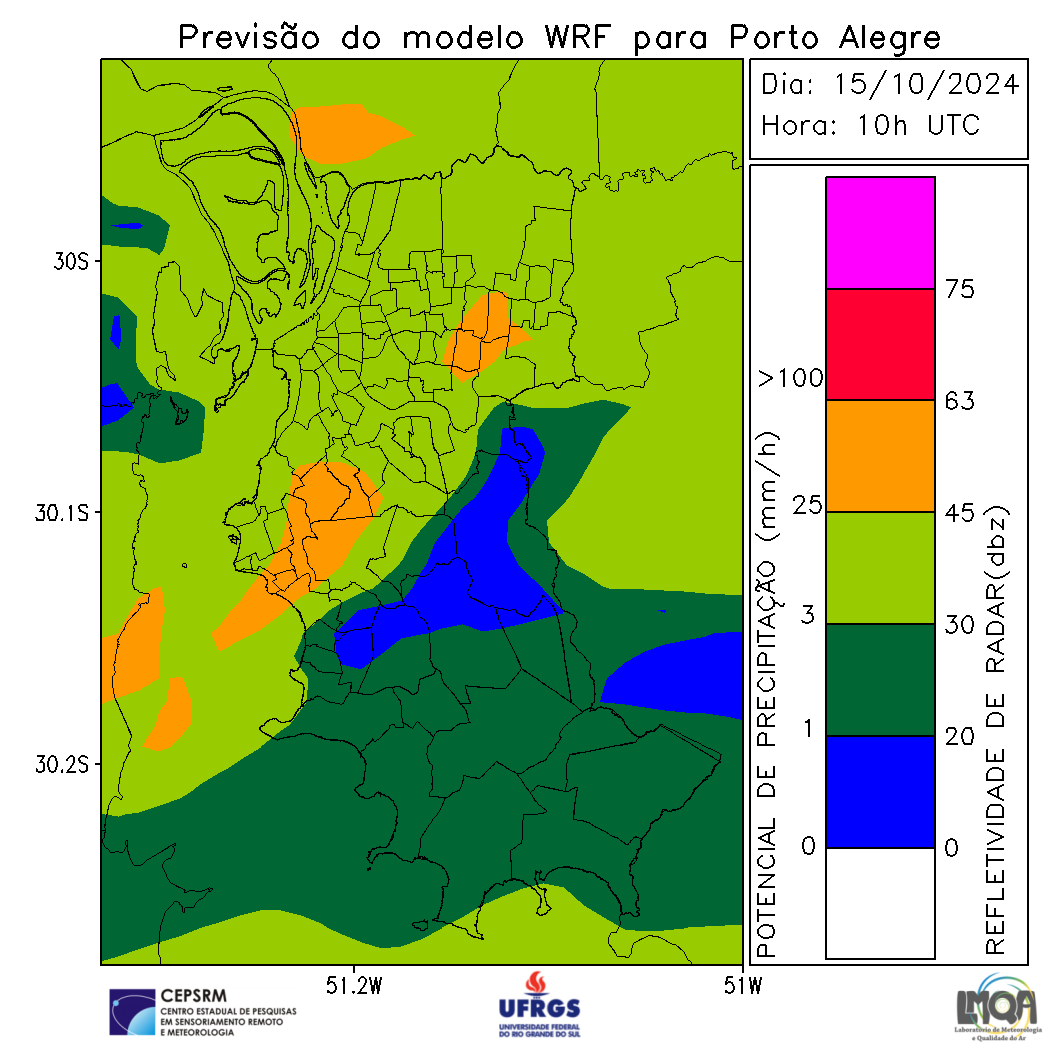 Previsão do modelo WRF para Porto Alegre
Dia: 15/10/2024
Hora: 10h UTC
30S
30.1S
30.2S
51.2W
51W
POTENCIAL DE PRECIPITAÇÃO (mm/h)
>100
25
3
1
0
75
63
45
30
20
0
REFLETIVIDADE DE RADAR(dbz)
CEPSRM
CENTRO ESTADUAL DE PESQUISAS
EM SENSORIAMENTO REMOTO
E METEOROLOGIA
UFRGS
UNIVERSIDADE FEDERAL
DO RIO GRANDE DO SUL
LMQA
Laboratório de Meteorologia
e Qualidade do Ar